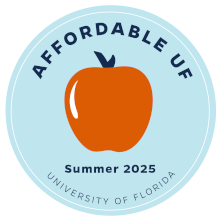 AFFORDABLE UF
Summer 2025
UNIVERSITY OF FLORIDA